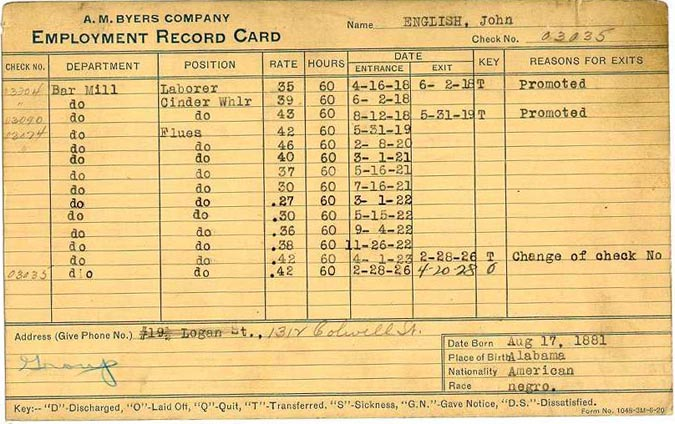 A. M. BYERS COMPANY
EMPLOYMENT RECORD CARD
Name ENGLISH, John
Check No. 03035
CHECK NO. DEPARTMENT POSITION RATE HOURS DATE ENTRANCE EXIT KEY REASONS FOR EXITS
03304 Bar Mill Laborer 35 60 4-16-18 6- 2-18 T Promoted
" do Cinder Whlr 39 60 6- 2-18
03090 do do 43 60 8-12-18 5-31-19 T Promoted
03074 do Flues 42 60 5-31-19
" do do 46 60 2- 8-20
do do 40 60 3- 1-21
do do 37 60 5-16-21
do do 30 60 7-16-21
do do .27 60 3- 1-22
do do .30 60 5-15-22
do do .36 60 9- 4-22
do do .38 60 11-26-22
do do .42 60 4- 1-23 2-28-26 T Change of check No
03035 do do .42 60 2-28-26 4-20-28 O
Address (Give Phone No.) Logan St., 1312 Colwell St.
Group
Date Born Aug 17, 1881
Place of Birth Alabama
Nationality American
Race negro.
Key:-- "D"-Discharged, "O"-Laid Off, "Q"-Quit, "T"-Transferred. "S"-Sickness, "G.N."-Gave Notice, "D.S."-Dissatisfied.
Form No. 1048-3M-6-20